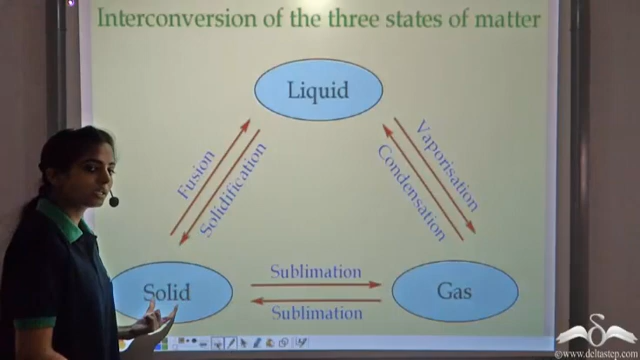 Interconversion of the three states of matter
Liquid
Fusion
Solidification
Vaporisation
Condensation
Solid
Sublimation
Sublimation
Gas
©www.deltastep.com